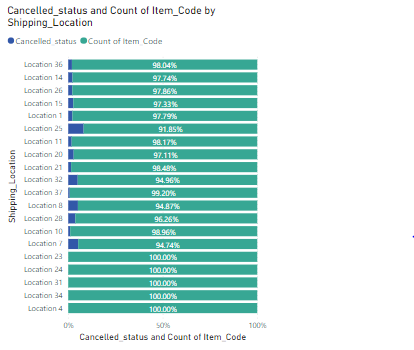 Cancelled_status and Count of Item_Code by
Shipping_Location
Cancelled_status Count of Item_Code
Location 36 98.04%
Location 14 97.74%
Location 26 97.86%
Location 15 97.33%
Location 1 97.79%
Location 25 91.85%
Location 11 98.17%
Location 20 97.11%
Location 21 98.48%
Location 32 94.96%
Location 37 99.20%
Location 8 94.87%
Location 28 96.26%
Location 10 98.96%
Location 7 94.74%
Location 23 100.00%
Location 24 100.00%
Location 31 100.00%
Location 34 100.00%
Location 4 100.00%
Shipping_Location
0% 50% 100%
Cancelled_status and Count of Item_Code